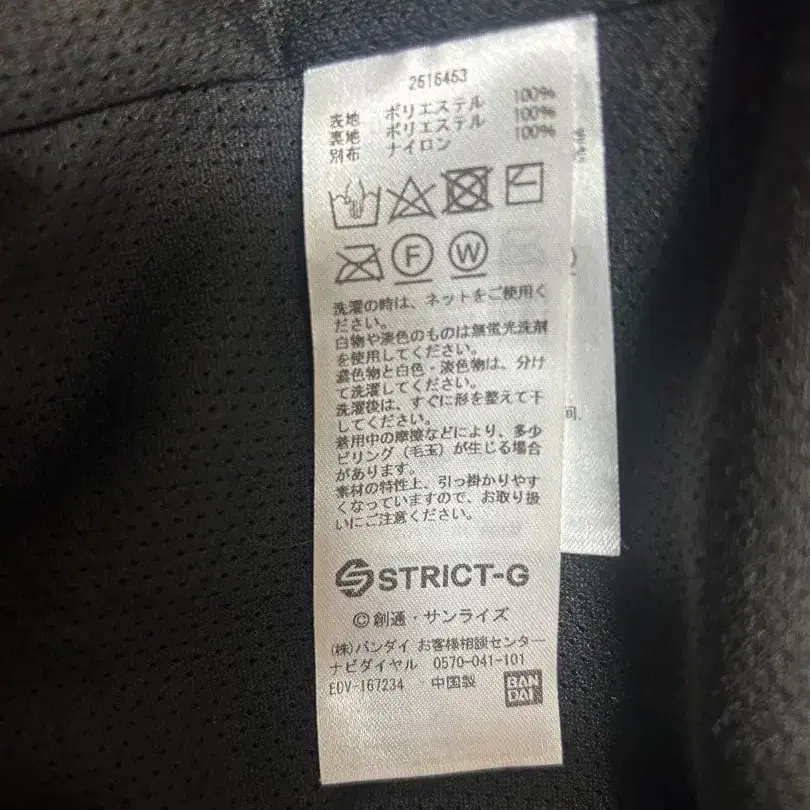 2616463
表地 ポリエステル 100%
裏地 ポリエステル 100%
別布 ナイロン 100%
F W
洗濯の時は、ネットをご使用く
ださい。
白物や淡色のものは無蛍光洗剤
を使用してください。
濃色物と白色・淡色物は、分け
て洗濯してください。
洗濯後は、すぐに形を整えて干
してください。
着用中の摩擦などにより、多少
ピリング(毛玉)が生じる場合
があります。
素材の特性上、引っ掛かりやす
くなっていますので、お取り扱
いにご注意ください。
STRICT-G
©創通・サンライズ
(株)バンダイ お客様相談センター
ナビダイヤル 0570-041-101
EDV-167234 中国製
BAN
DAI
间.